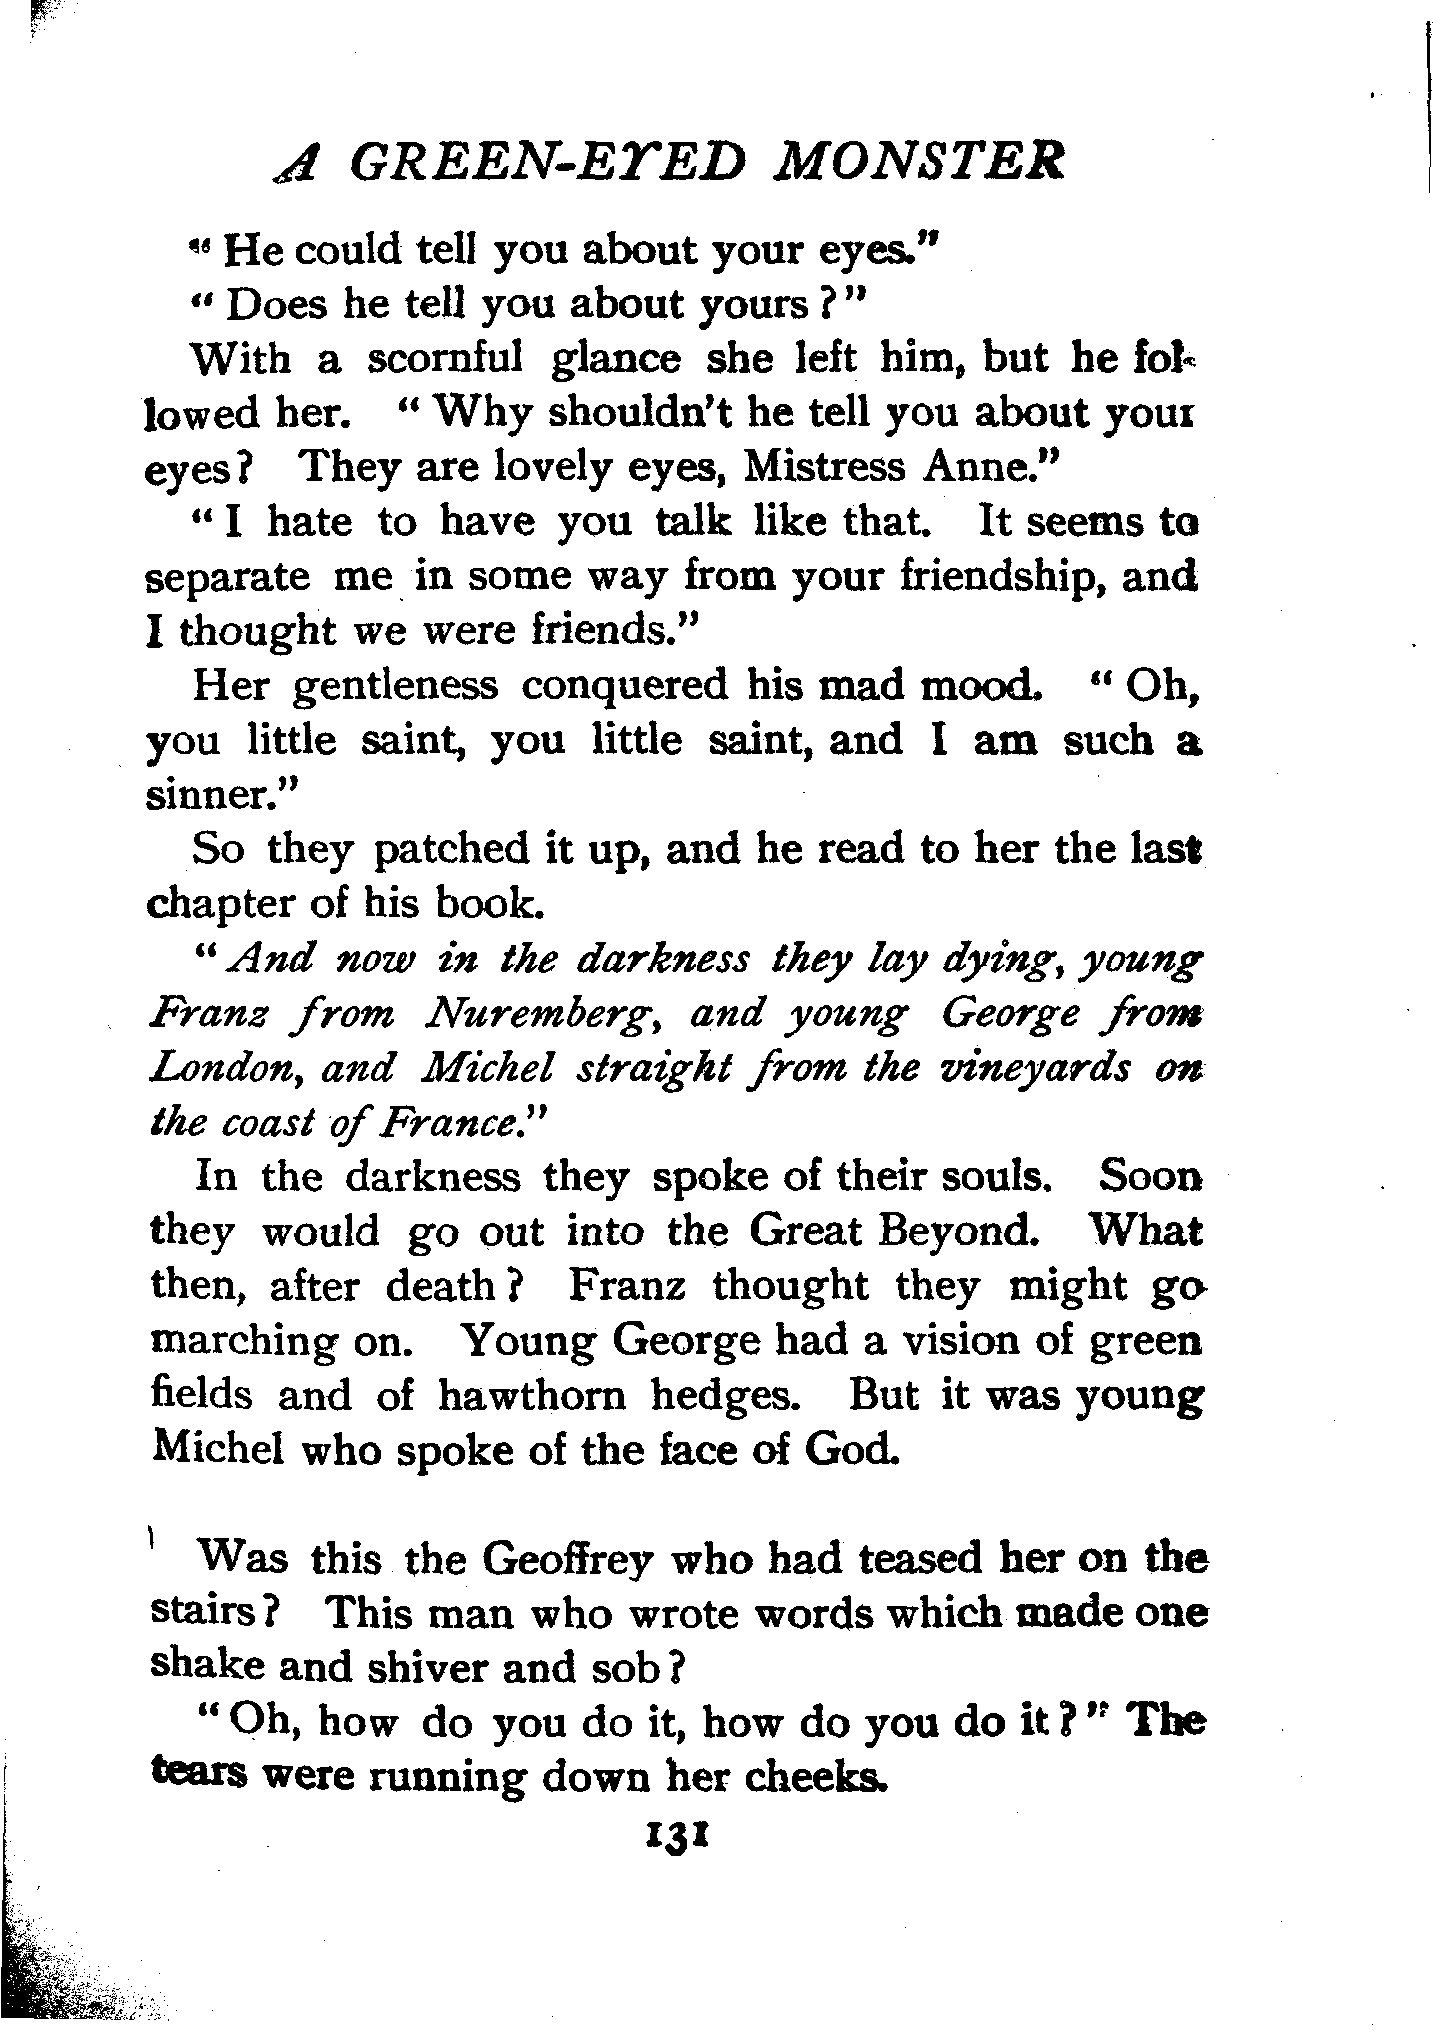 A GREEN-EYED MONSTER
“ He could tell you about your eyes.”
“ Does he tell you about yours ? ”
With a scornful glance she left him, but he fol-
lowed her. “ Why shouldn't he tell you about your
eyes ? They are lovely eyes, Mistress Anne.”
“ I hate to have you talk like that. It seems to
separate me in some way from your friendship, and
I thought we were friends.”
Her gentleness conquered his mad mood. “ Oh,
you little saint, you little saint, and I am such a
sinner.”
So they patched it up, and he read to her the last
chapter of his book.
“ And now in the darkness they lay dying, young
Franz from Nuremberg, and young George from
London, and Michel straight from the vineyards on
the coast of France.”
In the darkness they spoke of their souls. Soon
they would go out into the Great Beyond. What
then, after death ? Franz thought they might go
marching on. Young George had a vision of green
fields and of hawthorn hedges. But it was young
Michel who spoke of the face of God.
Was this the Geoffrey who had teased her on the
stairs ? This man who wrote words which made one
shake and shiver and sob ?
“ Oh, how do you do it, how do you do it ? ” The
tears were running down her cheeks.
131